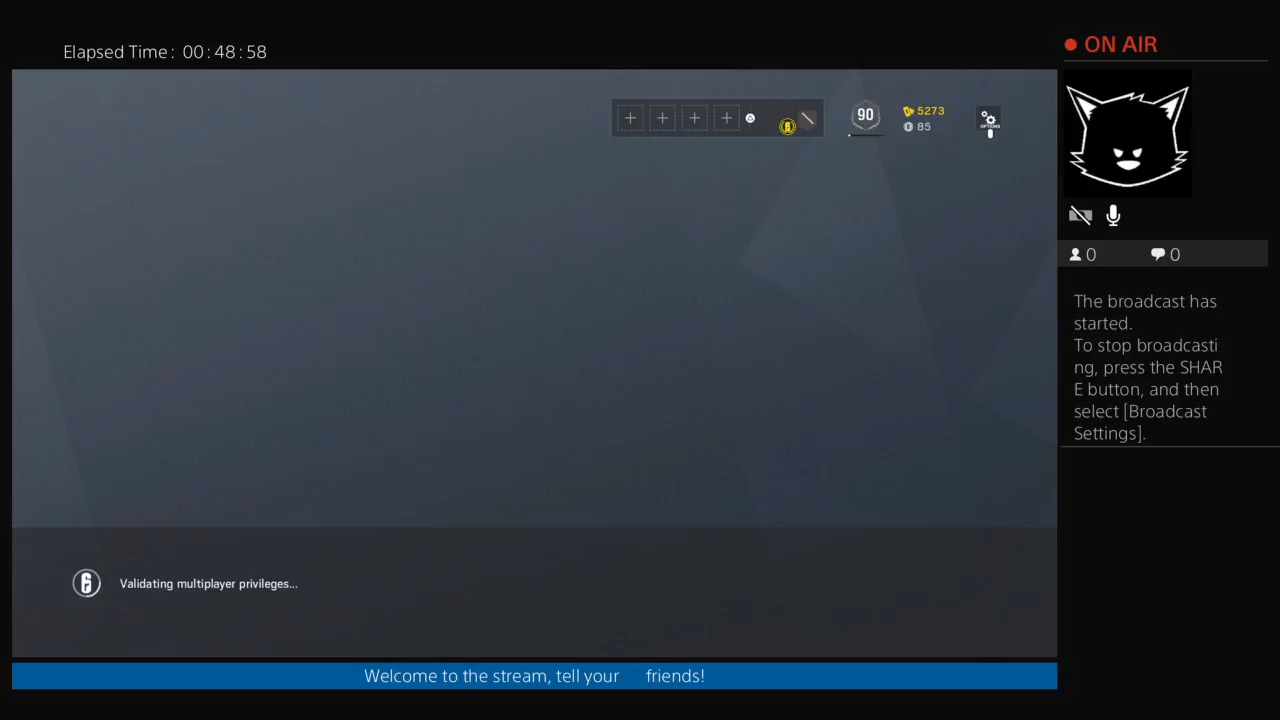 Elapsed Time: 00:48:58
ON AIR
90
5273
85
OPTIONS
0
0
The broadcast has
started.
To stop broadcasti
ng, press the SHAR
E button, and then
select [Broadcast
Settings].
6
Validating multiplayer privileges...
Welcome to the stream, tell your friends!